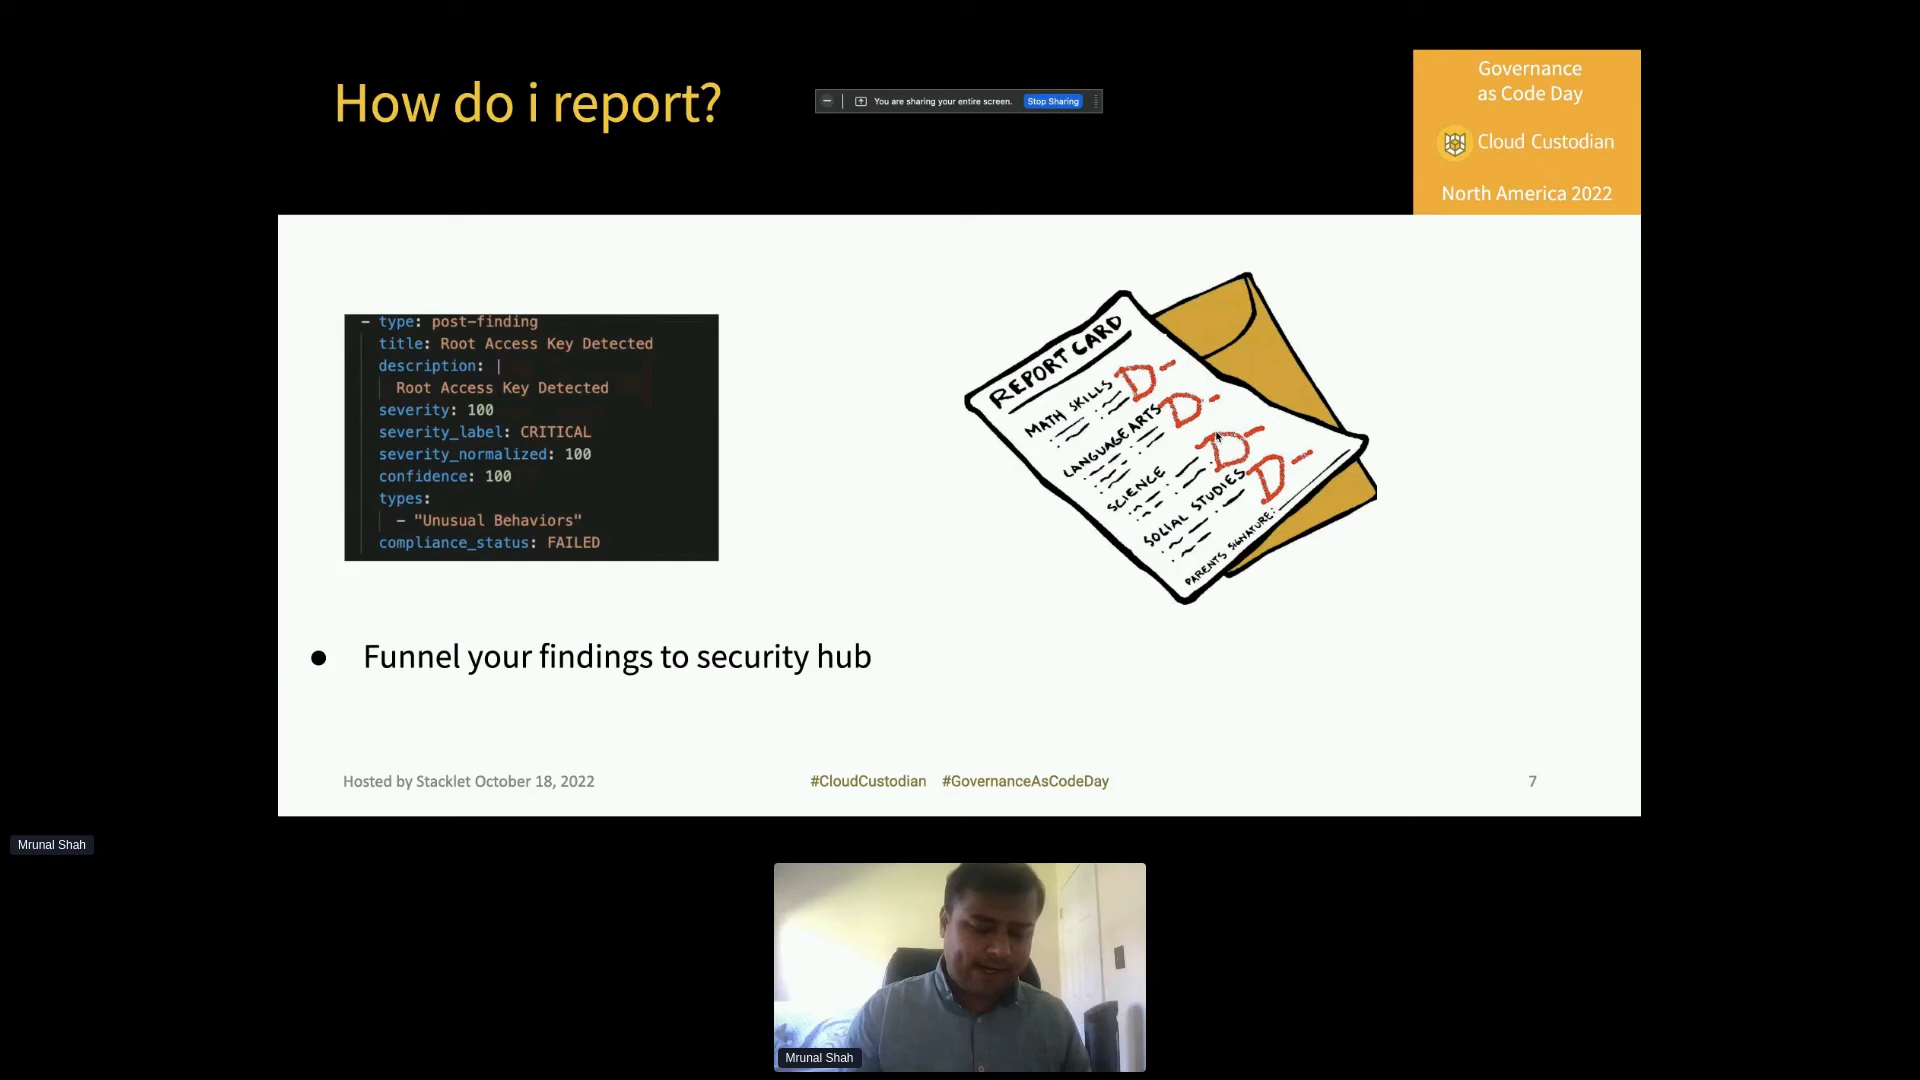 How do i report?
You are sharing your entire screen. Stop Sharing
Governance
as Code Day
Cloud Custodian
North America 2022
- type: post-finding
title: Root Access Key Detected
description: |
Root Access Key Detected
severity: 100
severity_label: CRITICAL
severity_normalized: 100
confidence: 100
types:
- "Unusual Behaviors"
compliance_status: FAILED
REPORT CARD
MATH SKILLS D-
LANGUAGE ARTS D-
SCIENCE D-
SOCIAL STUDIES D-
PARENTS SIGNATURE:
● Funnel your findings to security hub
Hosted by Stacklet October 18, 2022
#CloudCustodian #GovernanceAsCodeDay
7
Mrunal Shah
Mrunal Shah